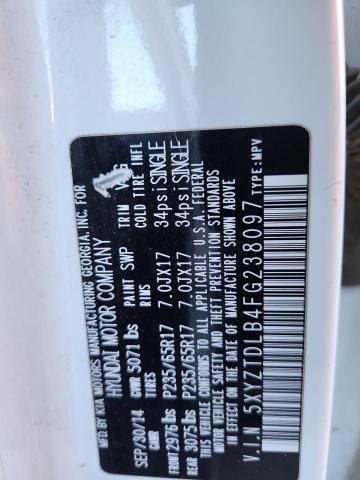 MFD. BY KIA MOTORS MANUFACTURING GEORGIA, INC. FOR
HYUNDAI MOTOR COMPANY
SEP/30/14 GVWR 5071 lbs PAINT SWP TRIM
GAWR TIRES RIMS COLD TIRE INFL
FRONT 2976 lbs P235/65R17 7.0JX17 34psi SINGLE
REAR 3075 lbs P235/65R17 7.0JX17 34psi SINGLE
THIS VEHICLE CONFORMS TO ALL APPLICABLE U.S.A. FEDERAL
MOTOR VEHICLE SAFETY AND THEFT PREVENTION STANDARDS
IN EFFECT ON THE DATE OF MANUFACTURE SHOWN ABOVE.
V.I.N: 5XYZTDLB4FG238097 TYPE:MPV